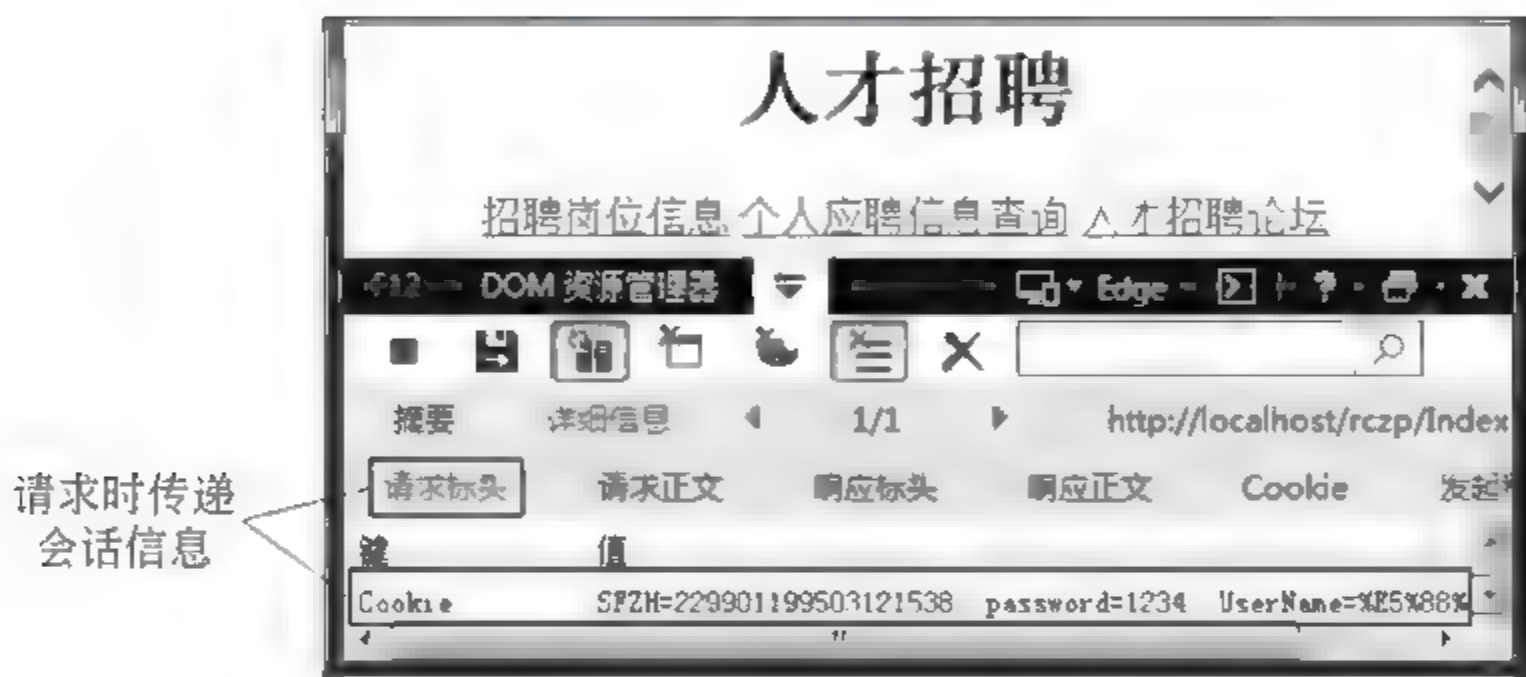 人才招聘
招聘岗位信息 个人应聘信息查询 人才招聘论坛
F12 DOM 资源管理器 Edge ?
摘要 详细信息 1/1 http://localhost/rczp/Index
请求标头 请求正文 响应标头 响应正文 Cookie 发起
请求时传递
会话信息
键 值
Cookie SFZH=229901199503121538 password=1234 UserName=%E5%88%